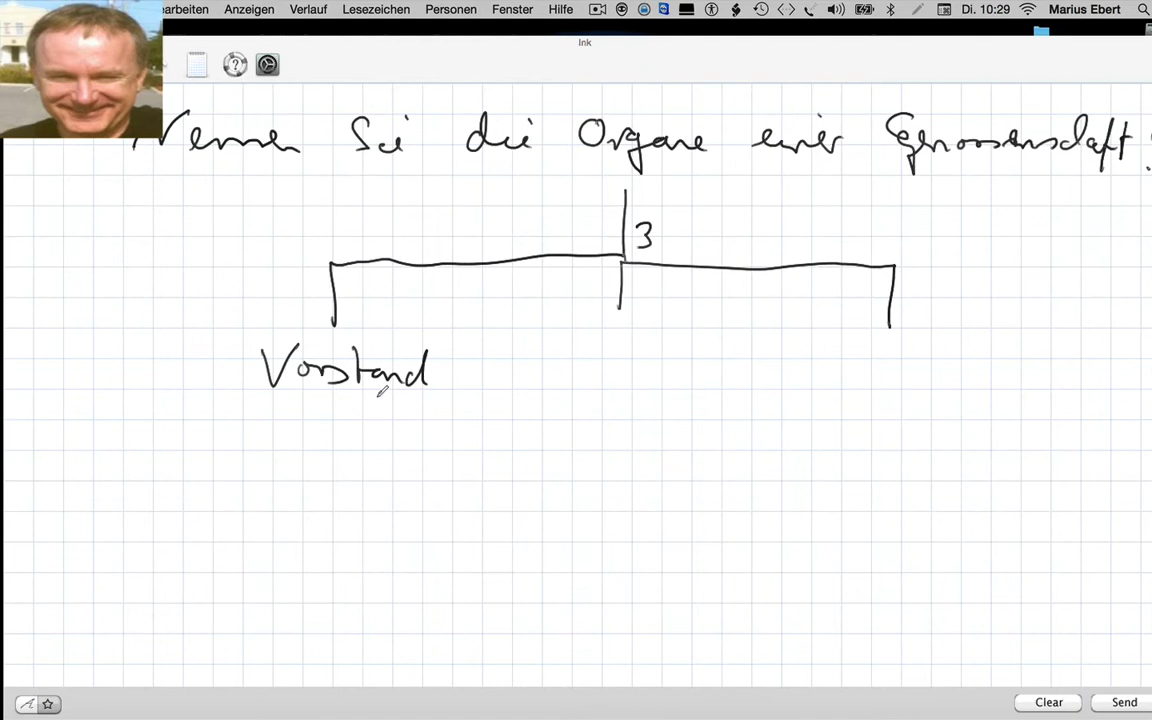 arbeiten Anzeigen Verlauf Lesezeichen Personen Fenster Hilfe Di. 10:29 Marius Ebert
Ink
Nennen Sie die Organe einer Genossenschaft!
3
Vorstand
Clear Send